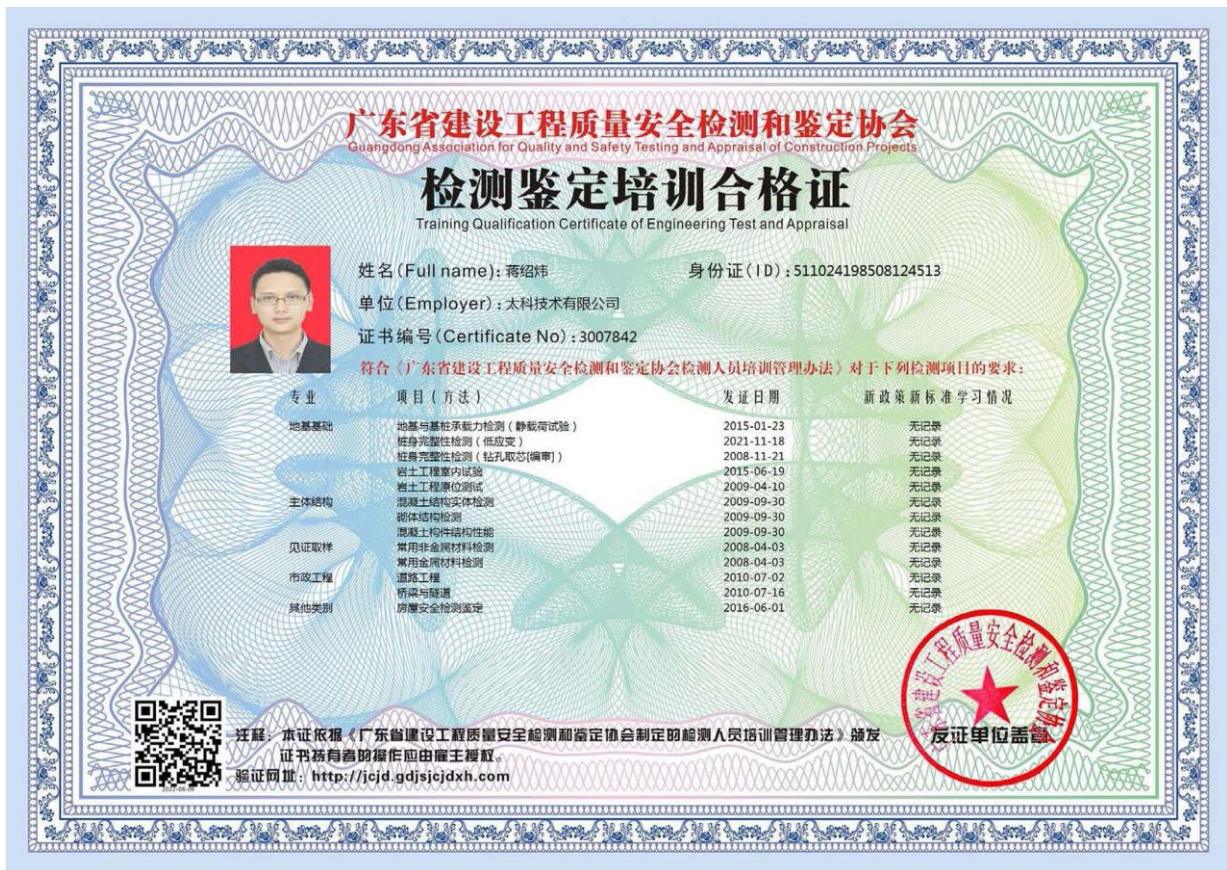 广东省建设工程质量安全检测和鉴定协会
Guangdong Association for Quality and Safety Testing and Appraisal of Construction Projects
检测鉴定培训合格证
Training Qualification Certificate of Engineering Test and Appraisal
姓名(Full name): 蒋绍炜 身份证(ID): 511024198508124513
单位(Employer): 太科技术有限公司
证书编号(Certificate No): 3007842
符合《广东省建设工程质量安全检测和鉴定协会检测人员培训管理办法》对于下列检测项目的要求:
专业 项目(方法) 发证日期 新政策新标准学习情况
地基基础 地基与基桩承载力检测(静载荷试验) 2015-01-23 无记录
桩身完整性检测(低应变) 2021-11-18 无记录
桩身完整性检测(钻孔取芯[编审]) 2008-11-21 无记录
岩土工程室内试验 2015-06-19 无记录
岩土工程原位测试 2009-04-10 无记录
主体结构 混凝土结构实体检测 2009-09-30 无记录
砌体结构检测 2009-09-30 无记录
混凝土构件结构性能 2009-09-30 无记录
见证取样 常用非金属材料检测 2008-04-03 无记录
常用金属材料检测 2008-04-03 无记录
市政工程 道路工程 2010-07-02 无记录
桥梁与隧道 2010-07-16 无记录
其他类别 房屋安全检测鉴定 2016-06-01 无记录
广东省建设工程质量安全检测和鉴定协会
发证单位盖章
注释: 本证依据《广东省建设工程质量安全检测和鉴定协会制定的检测人员培训管理办法》颁发
证书持有者的操作应由雇主授权。
验证网址: http://jcjd.gdjsjcjdxh.com